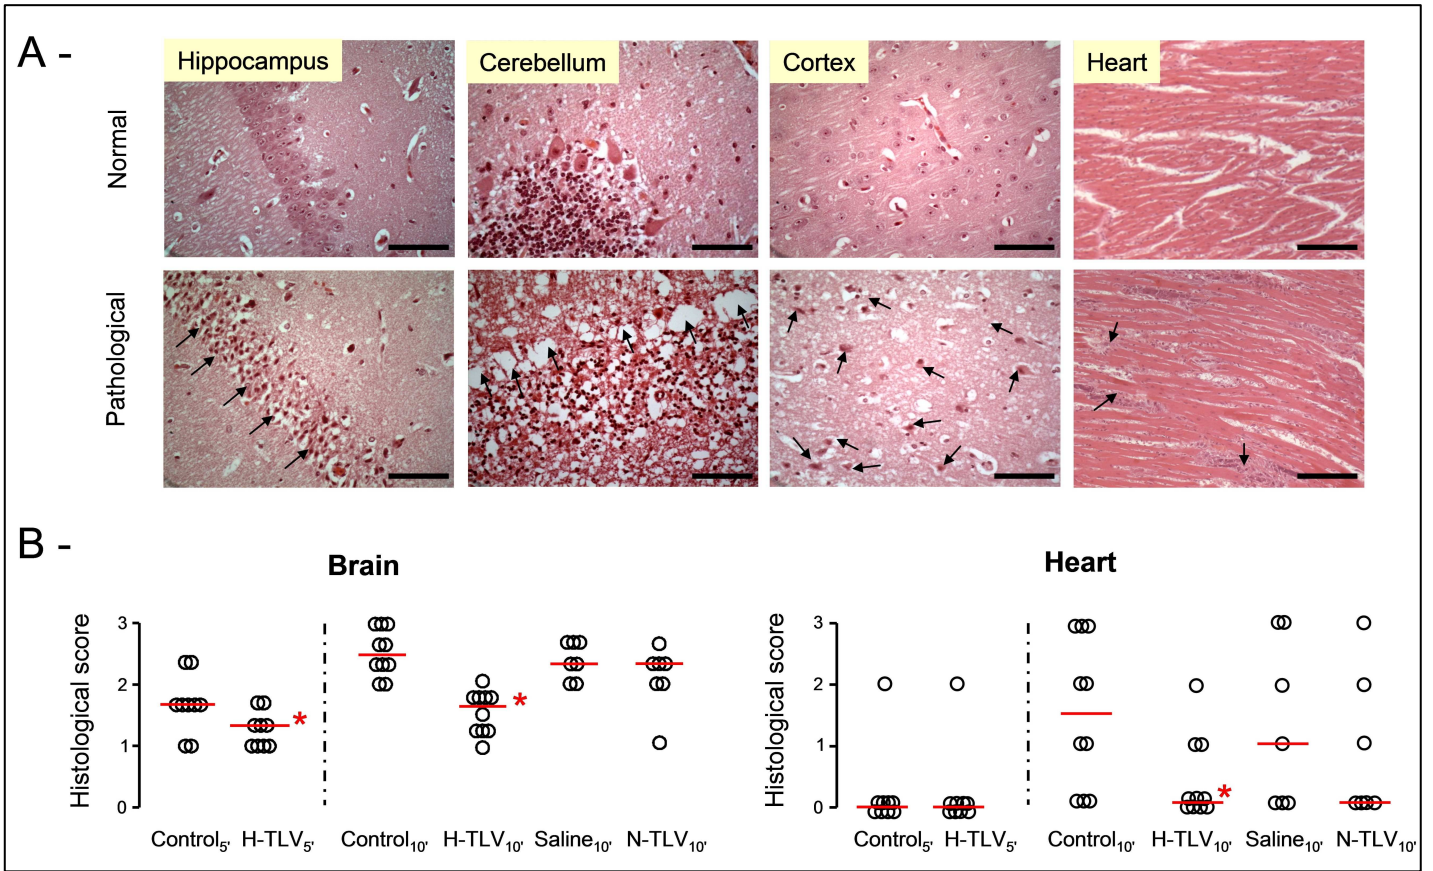 A -
Hippocampus
Cerebellum
Cortex
Heart
Normal
Pathological
B -
Brain
Heart
Histological score
3
2
1
0
*
*
Control5' H-TLV5' Control10' H-TLV10' Saline10' N-TLV10'
Histological score
3
2
1
0
*
Control5' H-TLV5' Control10' H-TLV10' Saline10' N-TLV10'